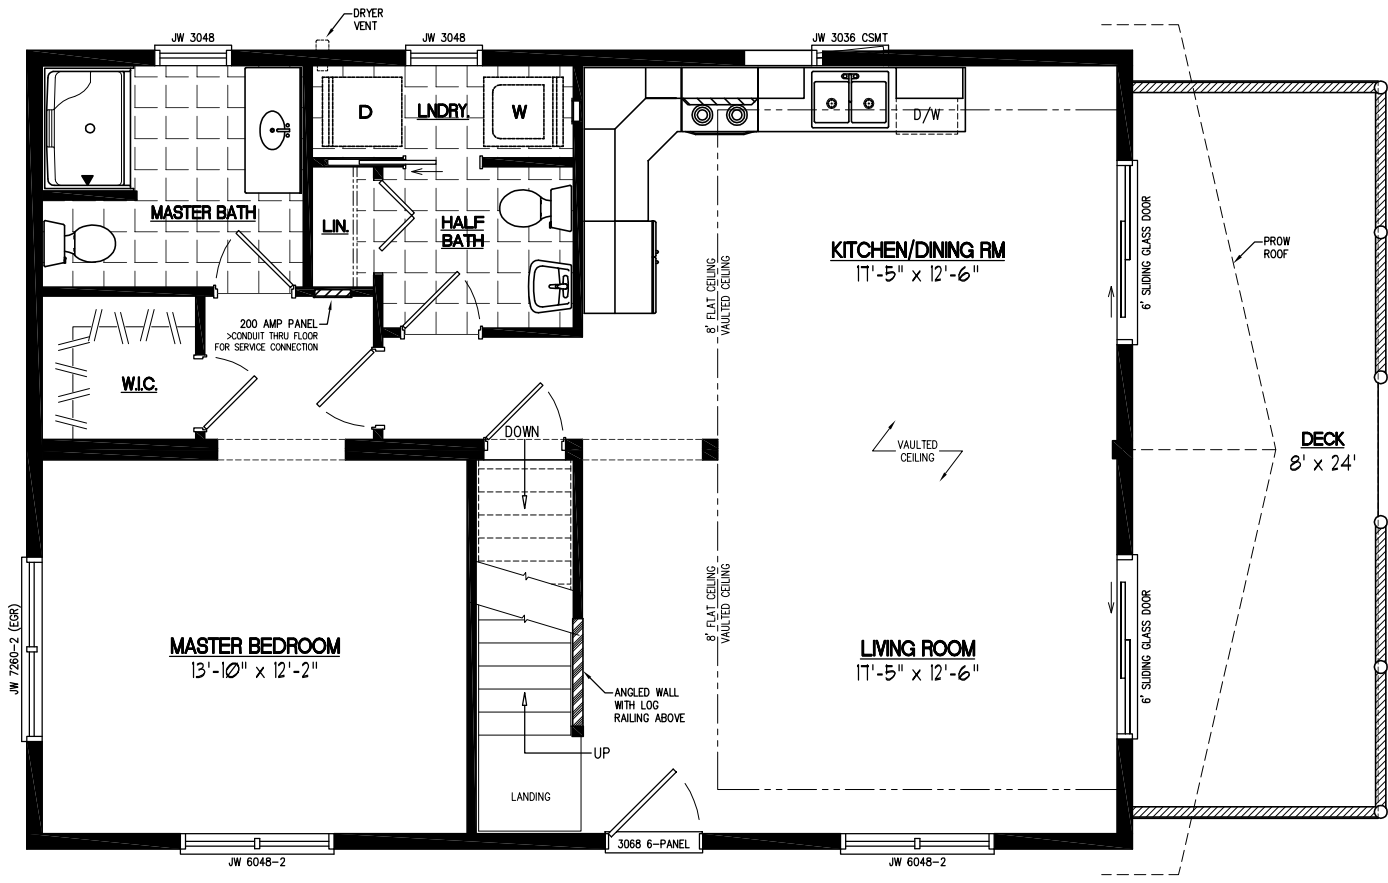 DRYER
VENT
JW 3048
JW 3048
JW 3036 CSMT
D
LNDRY.
W
D/W
MASTER BATH
LIN.
HALF
BATH
KITCHEN/DINING RM
17'-5" x 12'-6"
6' SLIDING GLASS DOOR
PROW
ROOF
8' FLAT CEILING
VAULTED CEILING
200 AMP PANEL
>CONDUIT THRU FLOOR
FOR SERVICE CONNECTION
W.I.C.
DOWN
VAULTED
CEILING
DECK
8' x 24'
8' FLAT CEILING
VAULTED CEILING
6' SLIDING GLASS DOOR
JW 7260-2 (EGR)
MASTER BEDROOM
13'-10" x 12'-2"
LIVING ROOM
17'-5" x 12'-6"
ANGLED WALL
WITH LOG
RAILING ABOVE
UP
LANDING
3068 6-PANEL
JW 6048-2
JW 6048-2